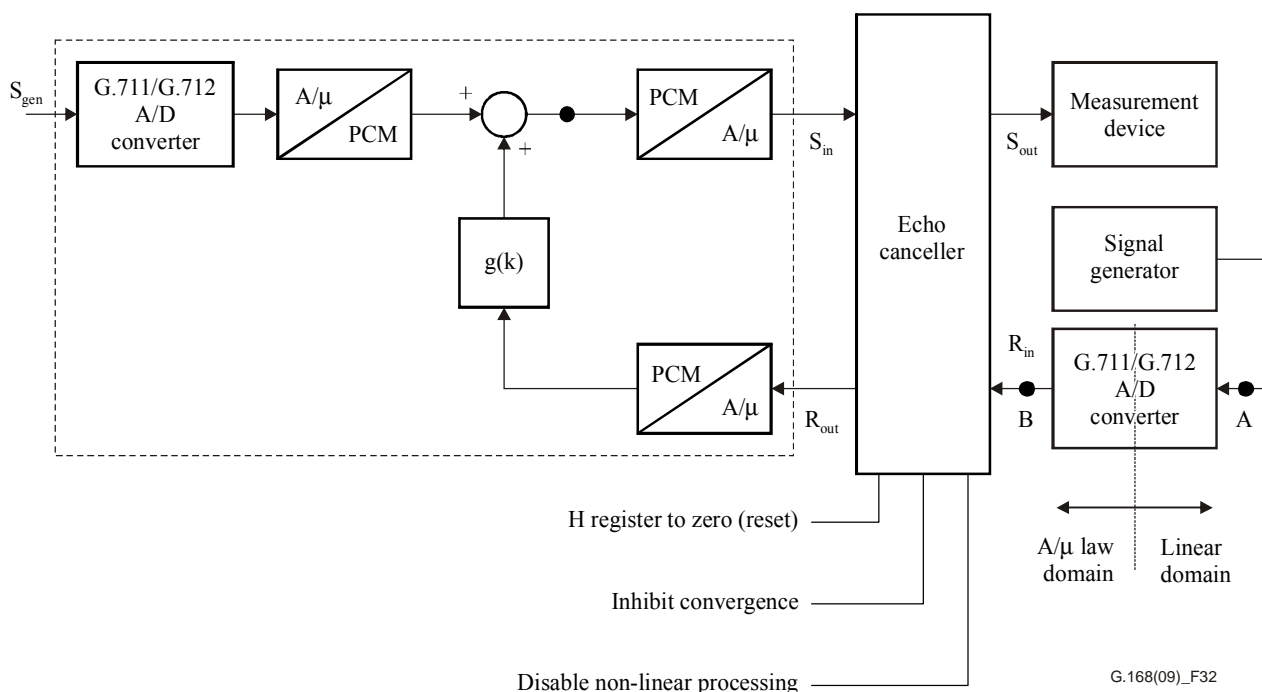 S_gen
G.711/G.712
A/D
converter
A/μ
PCM
+
+
PCM
A/μ
S_in
S_out
Measurement
device
g(k)
Echo
canceller
Signal
generator
PCM
A/μ
R_out
R_in
B
G.711/G.712
A/D
converter
A
H register to zero (reset)
A/μ law
domain
Linear
domain
Inhibit convergence
Disable non-linear processing
G.168(09)_F32